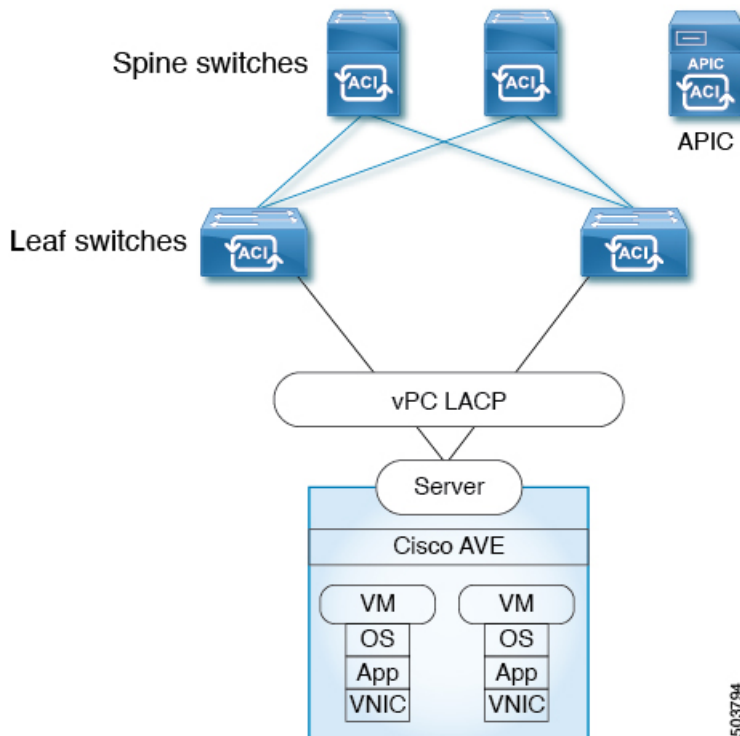 Spine switches
ACI
ACI
APIC
ACI
APIC
Leaf switches
ACI
ACI
vPC LACP
Server
Cisco AVE
VM
VM
OS
OS
App
App
VNIC
VNIC
503794